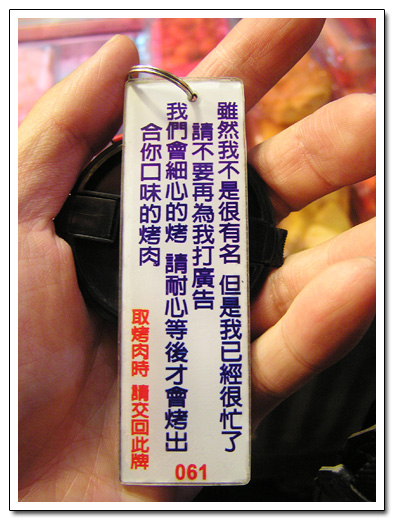 雖然我不是很有名 但是我已經很忙了
請不要再為我打廣告
我們會細心的烤 請耐心等後才會烤出
合你口味的烤肉
取烤肉時 請交回此牌
061